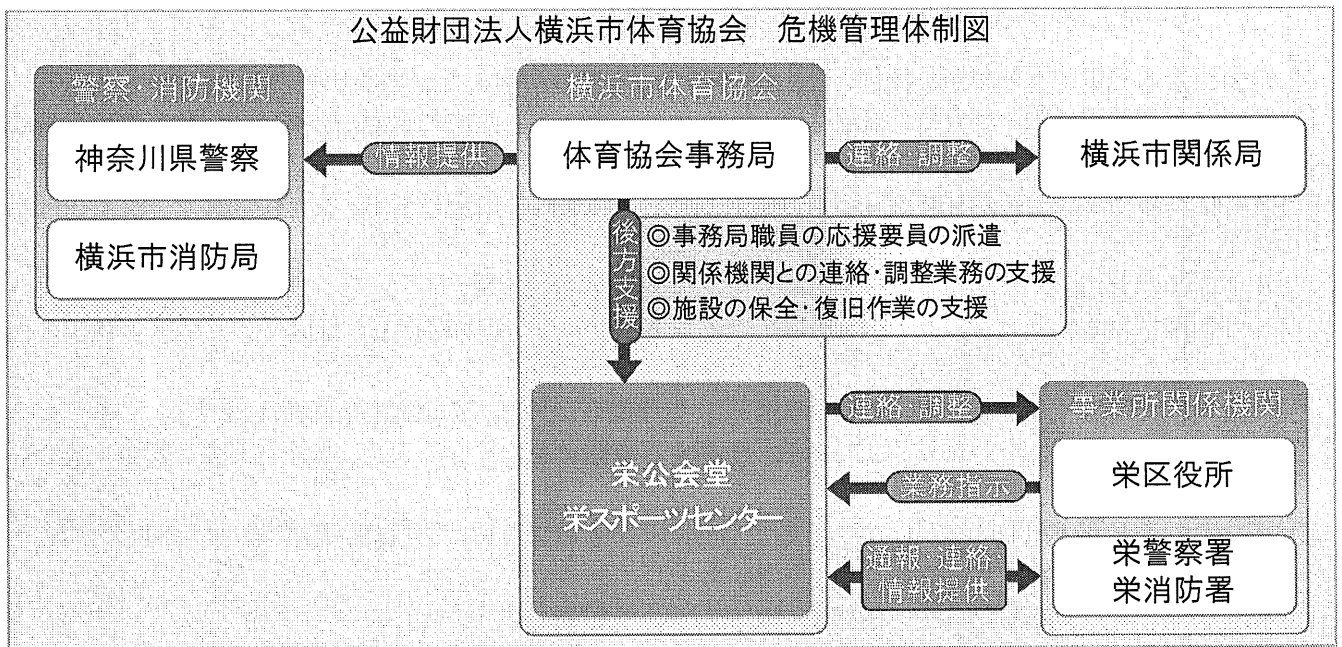 公益財団法人横浜市体育協会　危機管理体制図
警察・消防機関
神奈川県警察
横浜市消防局
情報提供
横浜市体育協会
体育協会事務局
連絡・調整
横浜市関係局
後方支援
◎事務局職員の応援要員の派遣
◎関係機関との連絡・調整業務の支援
◎施設の保全・復旧作業の支援
栄公会堂
栄スポーツセンター
連絡・調整
業務指示
通報・連絡
情報提供
事業所関係機関
栄区役所
栄警察署
栄消防署